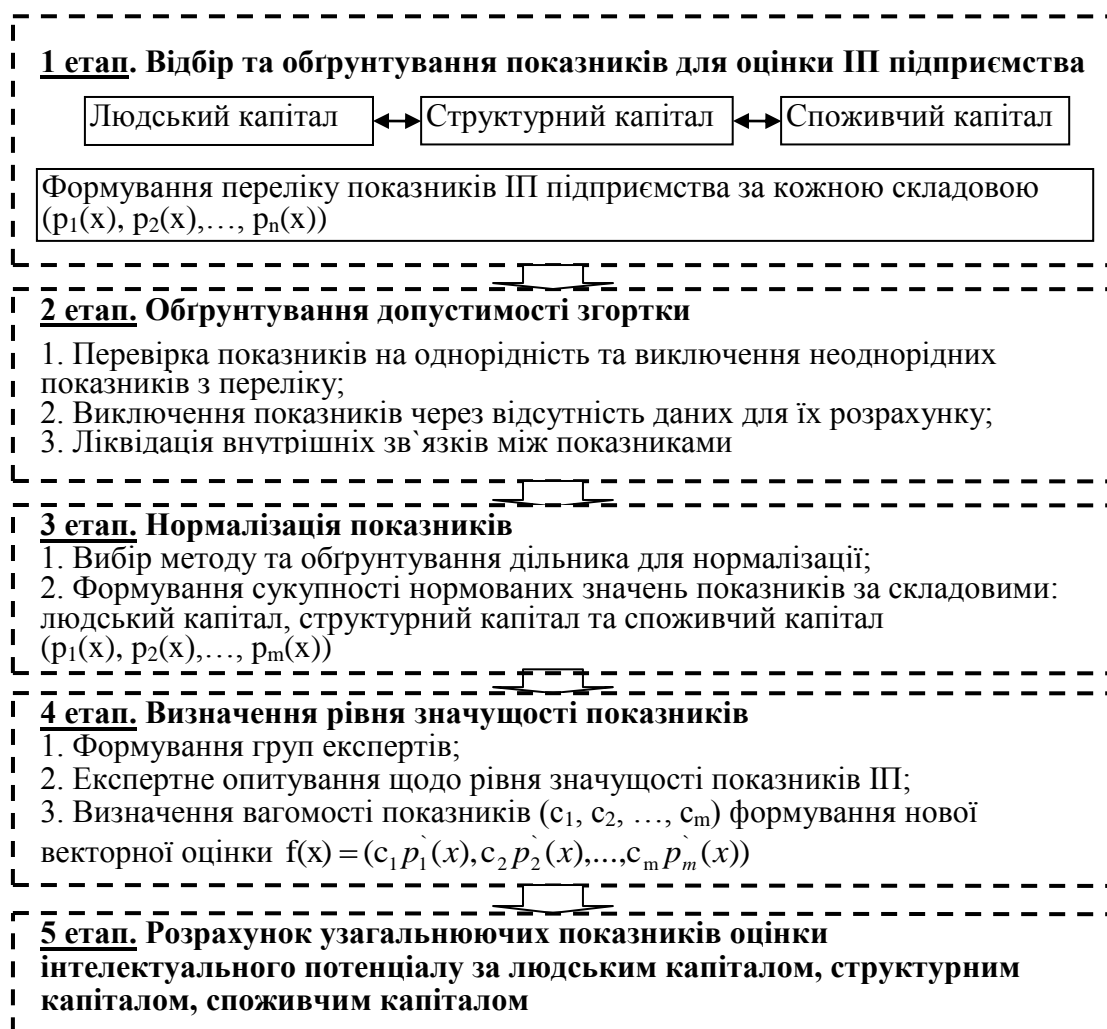 1 етап. Відбір та обґрунтування показників для оцінки ІП підприємства
Людський капітал Структурний капітал Споживчий капітал
Формування переліку показників ІП підприємства за кожною складовою
(p₁(x), p₂(x),…, pₙ(x))
2 етап. Обґрунтування допустимості згортки
1. Перевірка показників на однорідність та виключення неоднорідних
показників з переліку;
2. Виключення показників через відсутність даних для їх розрахунку;
3. Ліквідація внутрішніх зв`язків між показниками
3 етап. Нормалізація показників
1. Вибір методу та обґрунтування дільника для нормалізації;
2. Формування сукупності нормованих значень показників за складовими:
людський капітал, структурний капітал та споживчий капітал
(p₁(x), p₂(x),…, pₘ(x))
4 етап. Визначення рівня значущості показників
1. Формування груп експертів;
2. Експертне опитування щодо рівня значущості показників ІП;
3. Визначення вагомості показників (c₁, c₂, …, cₘ) формування нової
векторної оцінки f(x) = (c₁p₁`(x),c₂p₂`(x),...,cₘpₘ`(x))
5 етап. Розрахунок узагальнюючих показників оцінки
інтелектуального потенціалу за людським капіталом, структурним
капіталом, споживчим капіталом